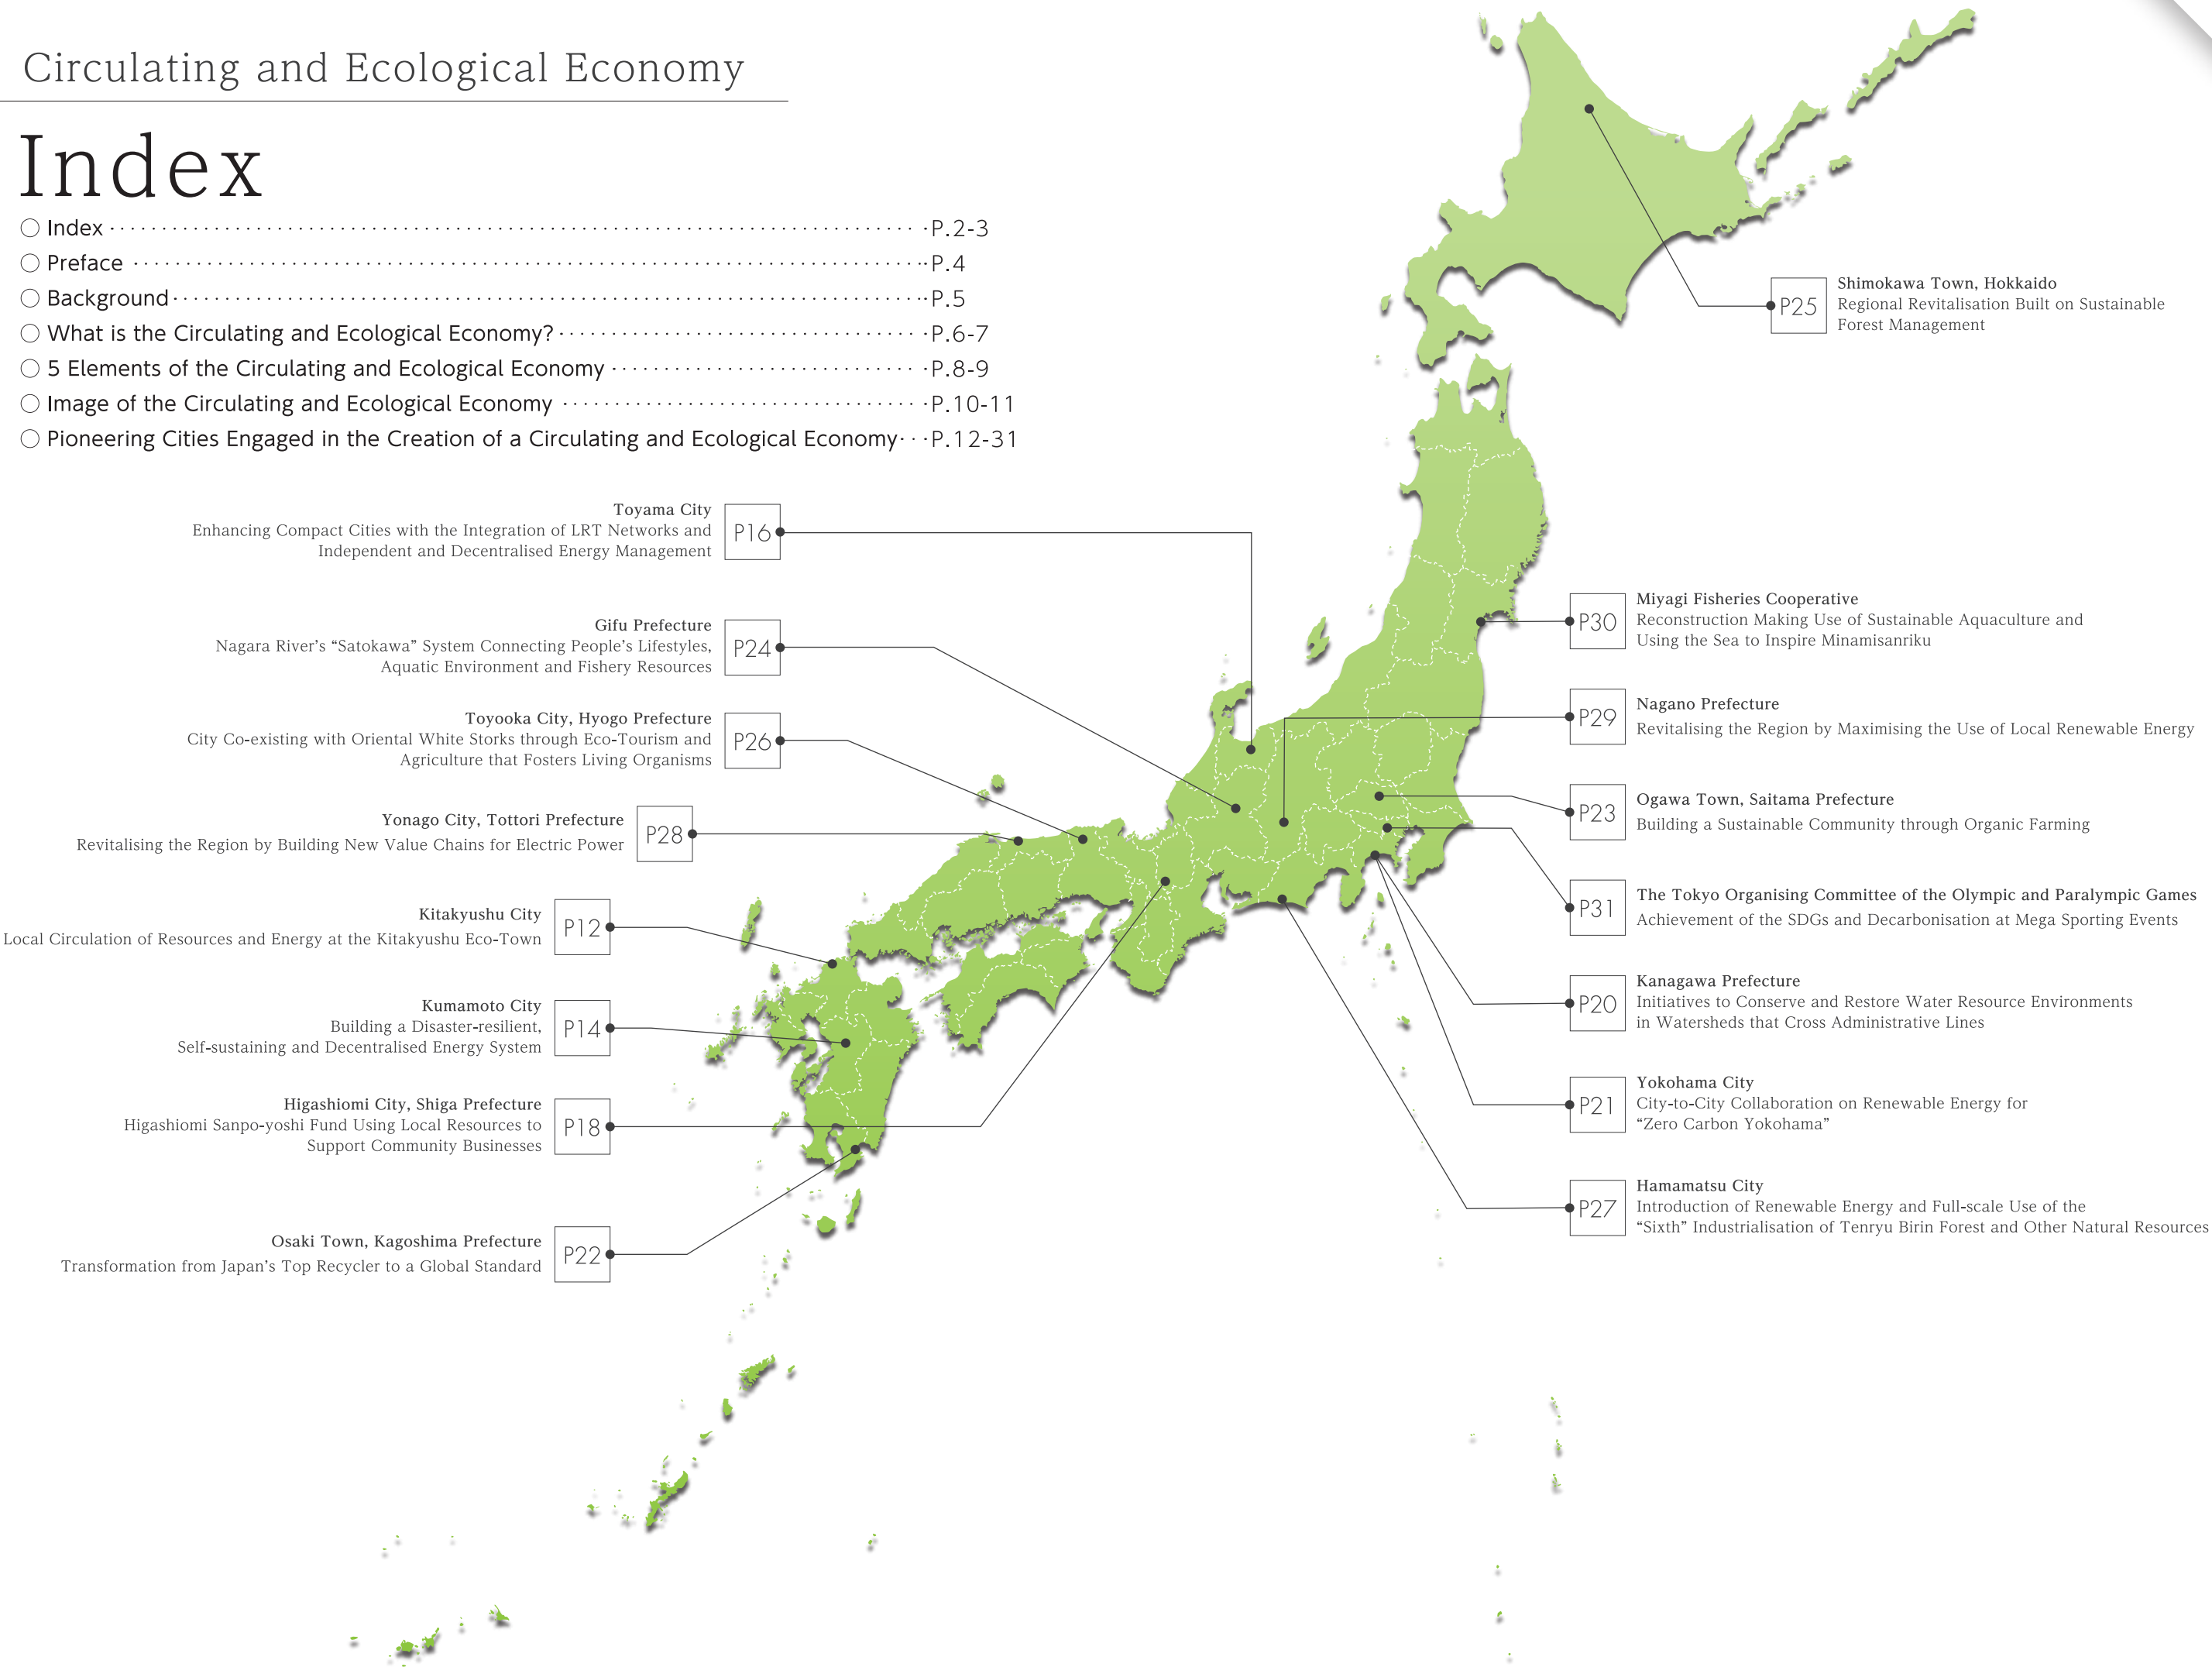 Circulating and Ecological Economy
Index
○ Index ·················································· P.2-3
○ Preface ·················································· P.4
○ Background ·················································· P.5
○ What is the Circulating and Ecological Economy? ······························ P.6-7
○ 5 Elements of the Circulating and Ecological Economy ························· P.8-9
○ Image of the Circulating and Ecological Economy ······························ P.10-11
○ Pioneering Cities Engaged in the Creation of a Circulating and Ecological Economy··· P.12-31
Toyama City
Enhancing Compact Cities with the Integration of LRT Networks and
Independent and Decentralised Energy Management
P16
Gifu Prefecture
Nagara River's “Satokawa” System Connecting People's Lifestyles,
Aquatic Environment and Fishery Resources
P24
Toyooka City, Hyogo Prefecture
City Co-existing with Oriental White Storks through Eco-Tourism and
Agriculture that Fosters Living Organisms
P26
Yonago City, Tottori Prefecture
Revitalising the Region by Building New Value Chains for Electric Power
P28
Kitakyushu City
Local Circulation of Resources and Energy at the Kitakyushu Eco-Town
P12
Kumamoto City
Building a Disaster-resilient,
Self-sustaining and Decentralised Energy System
P14
Higashiomi City, Shiga Prefecture
Higashiomi Sanpo-yoshi Fund Using Local Resources to
Support Community Businesses
P18
Osaki Town, Kagoshima Prefecture
Transformation from Japan's Top Recycler to a Global Standard
P22
P25
Shimokawa Town, Hokkaido
Regional Revitalisation Built on Sustainable
Forest Management
P30
Miyagi Fisheries Cooperative
Reconstruction Making Use of Sustainable Aquaculture and
Using the Sea to Inspire Minamisanriku
P29
Nagano Prefecture
Revitalising the Region by Maximising the Use of Local Renewable Energy
P23
Ogawa Town, Saitama Prefecture
Building a Sustainable Community through Organic Farming
P31
The Tokyo Organising Committee of the Olympic and Paralympic Games
Achievement of the SDGs and Decarbonisation at Mega Sporting Events
P20
Kanagawa Prefecture
Initiatives to Conserve and Restore Water Resource Environments
in Watersheds that Cross Administrative Lines
P21
Yokohama City
City-to-City Collaboration on Renewable Energy for
“Zero Carbon Yokohama”
P27
Hamamatsu City
Introduction of Renewable Energy and Full-scale Use of the
“Sixth” Industrialisation of Tenryu Birin Forest and Other Natural Resources